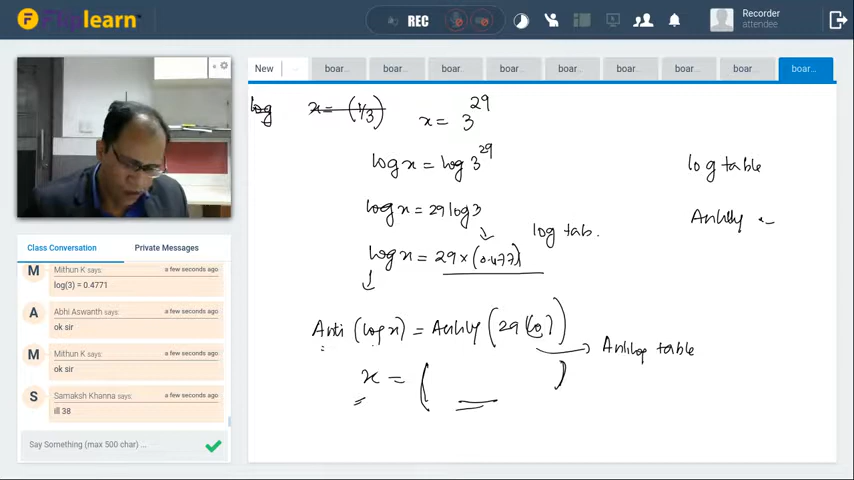 Fliplearn
REC
Recorder
attendee
New
boar...
boar...
boar...
boar...
boar...
boar...
boar...
boar...
boar...
log x = (1/3)
x = 3^29
log x = log 3^29
log table
log x = 29 log 3
log tab.
log x = 29 × (0.477)
Anti (log x) = Antilog (29
Antilog table
x = ( )
Class Conversation
Private Messages
M
Mithun K says:
a few seconds ago
log(3) = 0.4771
A
Abhi Aswanth says:
a few seconds ago
ok sir
M
Mithun K says:
a few seconds ago
ok sir
S
Samaksh Khanna says:
a few seconds ago
ill 38
Say Something (max 500 char) ...